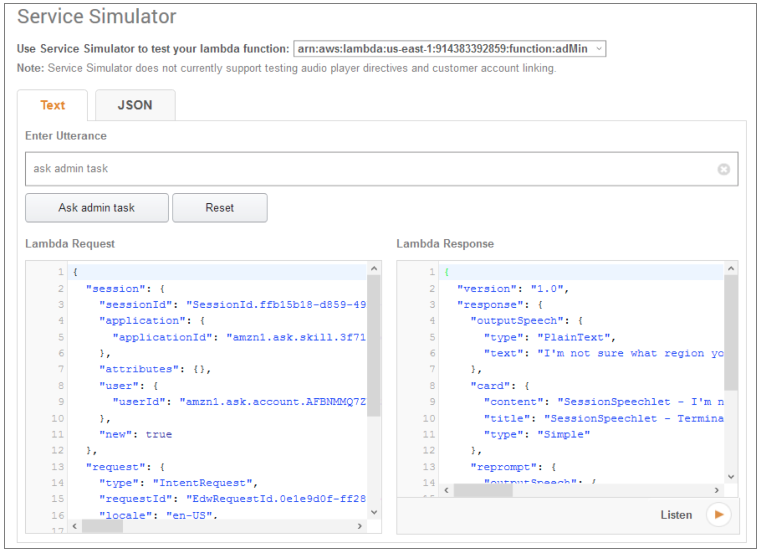 Service Simulator
Use Service Simulator to test your lambda function: arn:aws:lambda:us-east-1:914383392859:function:adMin
Note: Service Simulator does not currently support testing audio player directives and customer account linking.
Text
JSON
Enter Utterance
ask admin task
Ask admin task
Reset
Lambda Request
1 {
2 "session": {
3 "sessionId": "SessionId.ffb15b18-d859-49
4 "application": {
5 "applicationId": "amzn1.ask.skill.3f71
6 },
7 "attributes": {},
8 "user": {
9 "userId": "amzn1.ask.account.AFBNMMQ7Z
10 },
11 "new": true
12 },
13 "request": {
14 "type": "IntentRequest",
15 "requestId": "EdwRequestId.0e1e9d0f-ff28
16 "locale": "en-US",
17
Lambda Response
1 {
2 "version": "1.0",
3 "response": {
4 "outputSpeech": {
5 "type": "PlainText",
6 "text": "I'm not sure what region yo
7 },
8 "card": {
9 "content": "SessionSpeechlet - I'm n
10 "title": "SessionSpeechlet - Termina
11 "type": "Simple"
12 },
13 "reprompt": {
14 "outputSpeech": {
Listen